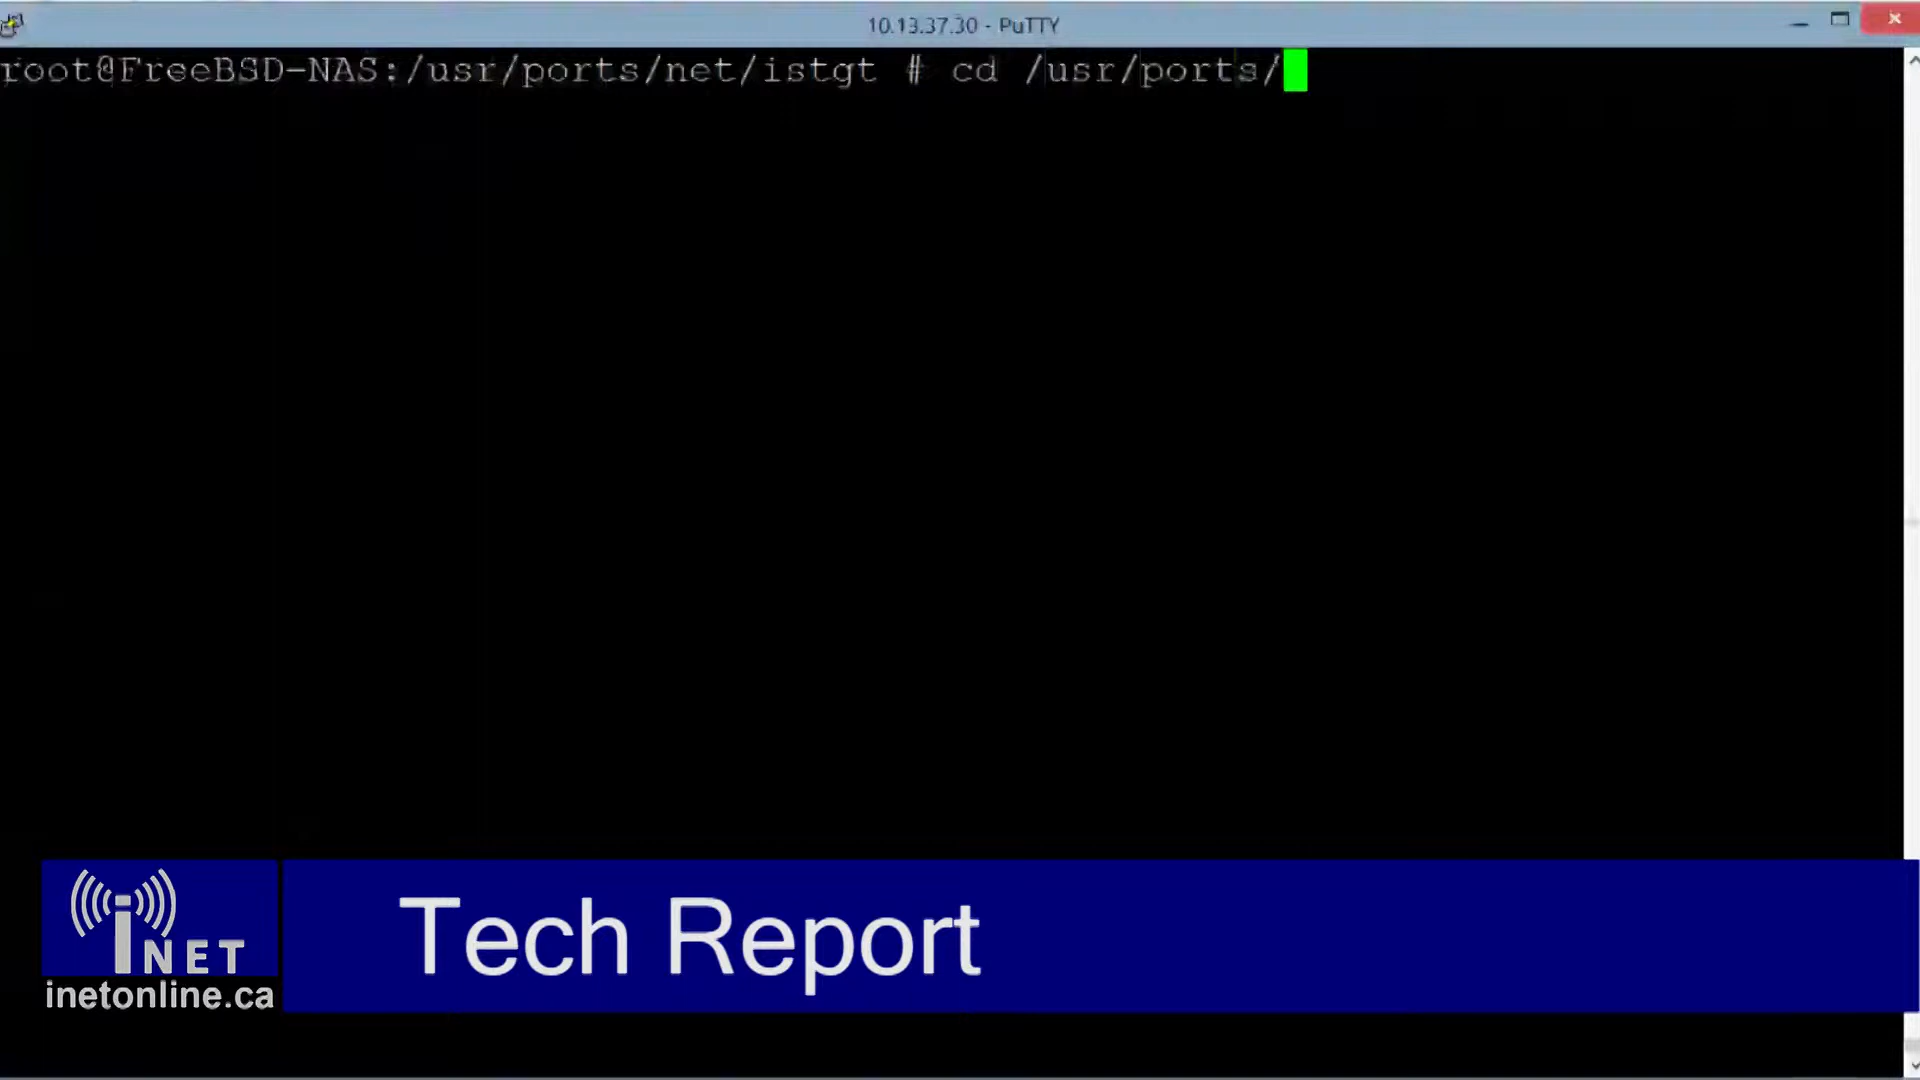 10.13.37.30 - PuTTY
root@FreeBSD-NAS:/usr/ports/net/istgt # cd /usr/ports/
iNET
inetonline.ca
Tech Report